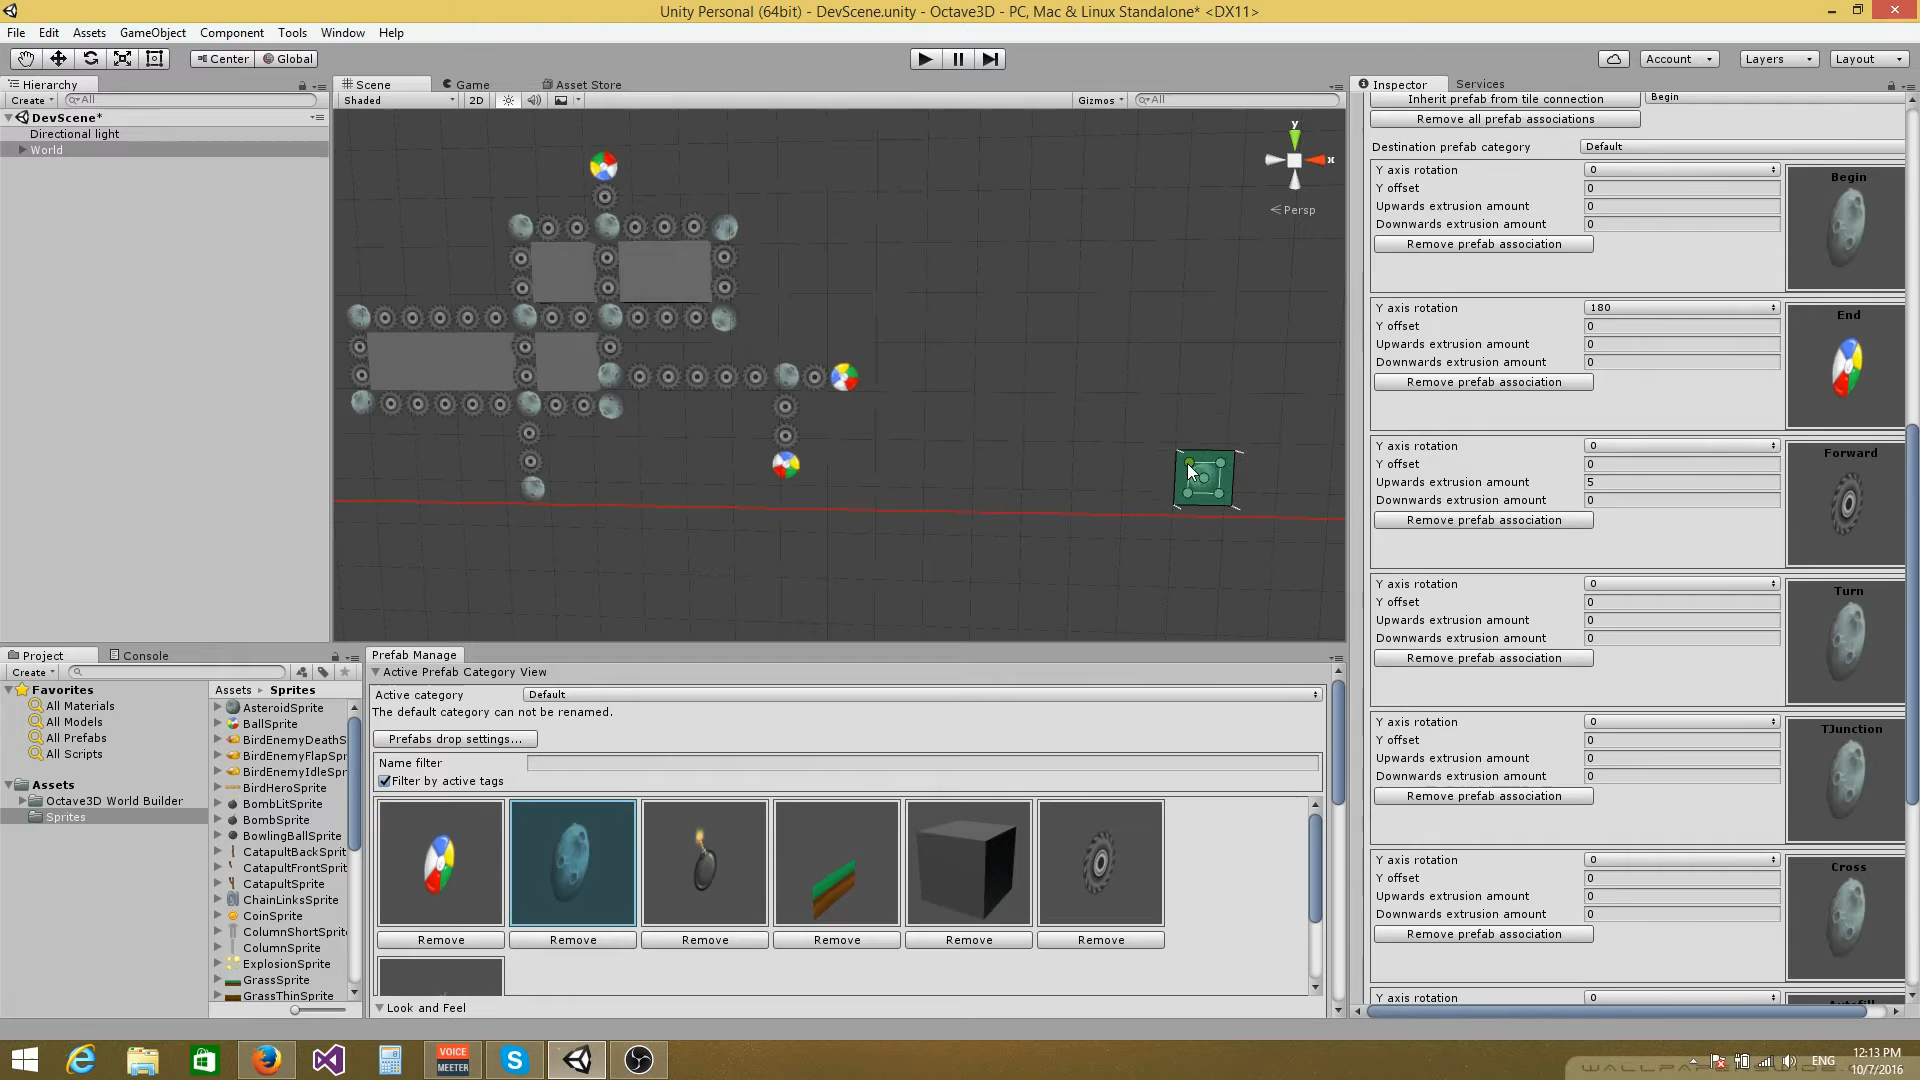 Unity Personal (64bit) - DevScene.unity - Octave3D - PC, Mac & Linux Standalone* <DX11>
File Edit Assets GameObject Component Tools Window Help
Center Global Account Layers Layout
Hierarchy Scene Game Asset Store Inspector Services
Create All Shaded 2D Gizmos All
DevScene*
Directional light
World
y
x
Persp
Inherit prefab from tile connection Begin
Remove all prefab associations
Destination prefab category Default
Y axis rotation 0
Y offset 0
Upwards extrusion amount 0
Downwards extrusion amount 0
Remove prefab association
Begin
Y axis rotation 180
Y offset 0
Upwards extrusion amount 0
Downwards extrusion amount 0
Remove prefab association
End
Y axis rotation 0
Y offset 0
Upwards extrusion amount 5
Downwards extrusion amount 0
Remove prefab association
Forward
Y axis rotation 0
Y offset 0
Upwards extrusion amount 0
Downwards extrusion amount 0
Remove prefab association
Turn
Y axis rotation 0
Y offset 0
Upwards extrusion amount 0
Downwards extrusion amount 0
Remove prefab association
TJunction
Y axis rotation 0
Y offset 0
Upwards extrusion amount 0
Downwards extrusion amount 0
Remove prefab association
Cross
Y axis rotation 0
Project Console
Create
Favorites
All Materials
All Models
All Prefabs
All Scripts
Assets
Octave3D World Builder
Sprites
Assets Sprites
AsteroidSprite
BallSprite
BirdEnemyDeathS
BirdEnemyFlapSpr
BirdEnemyIdleSpr
BirdHeroSprite
BombLitSprite
BombSprite
BowlingBallSprite
CatapultBackSprit
CatapultFrontSprit
CatapultSprite
ChainLinksSprite
CoinSprite
ColumnShortSprit
ColumnSprite
ExplosionSprite
GrassSprite
GrassThinSprite
Prefab Manage
Active Prefab Category View
Active category Default
The default category can not be renamed.
Prefabs drop settings...
Name filter
Filter by active tags
Remove Remove Remove Remove Remove Remove
Look and Feel
VOICE
MEETER
ENG
12:13 PM
10/7/2016